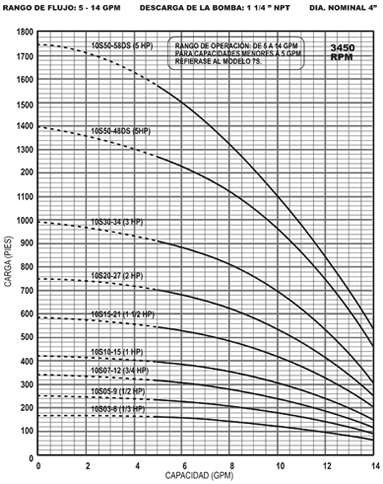 RANGO DE FLUJO: 5 - 14 GPM
DESCARGA DE LA BOMBA: 1 1/4 " NPT
DIA. NOMINAL 4"
1800
1700
1600
1500
1400
1300
1200
1100
1000
900
800
700
600
500
400
300
200
100
0
CARGA (PIES)
10S50-58DS (5 HP)
RANGO DE OPERACIÓN: DE 5 A 14 GPM
PARA CAPACIDADES MENORES A 5 GPM
REFIERASE AL MODELO 7S.
3450
RPM
10S50-48DS (5HP)
10S30-34 (3 HP)
10S20-27 (2 HP)
10S15-21 (1 1/2 HP)
10S10-15 (1 HP)
10S07-12 (3/4 HP)
10S05-9 (1/2 HP)
10S03-6 (1/3 HP)
0 2 4 6 8 10 12 14
CAPACIDAD (GPM)